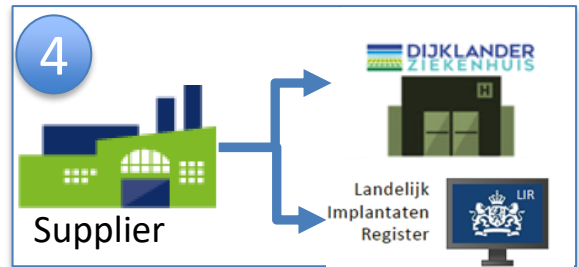 4
Supplier
DIJKLANDER
ZIEKENHUIS
H
Landelijk
Implantaten
Register
LIR